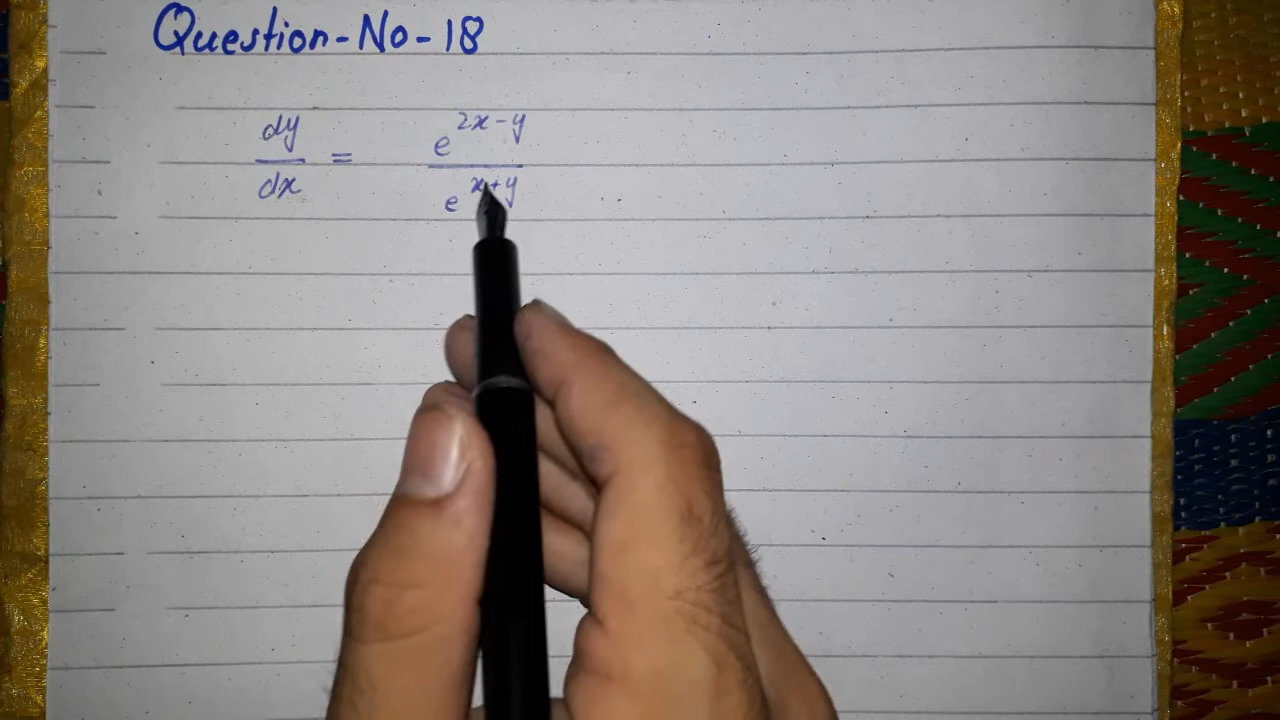 Question-No-18
dy/dx = e^(2x-y)/e^(x+y)